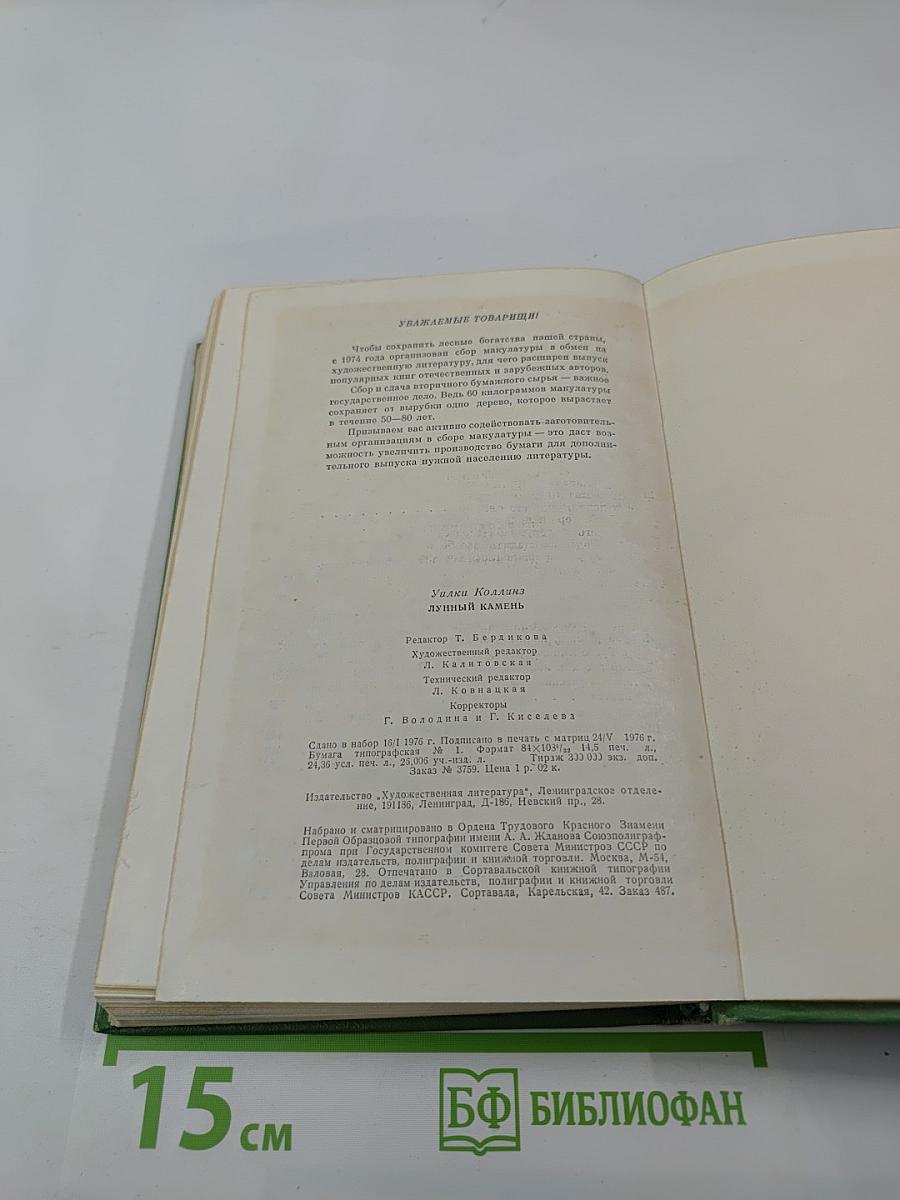 УВАЖАЕМЫЕ ТОВАРИЩИ!
Чтобы сохранить лесные богатства нашей страны,
с 1974 года организован сбор макулатуры в обмен на
художественную литературу, для чего расширен выпуск
популярных книг отечественных и зарубежных авторов.
Сбор и сдача вторичного бумажного сырья — важное
государственное дело. Ведь 60 килограммов макулатуры
сохраняет от вырубки одно дерево, которое вырастает
в течение 50—80 лет.
Призываем вас активно содействовать заготовитель-
ным организациям в сборе макулатуры — это даст воз-
можность увеличить производство бумаги для дополни-
тельного выпуска нужной населению литературы.
Уилки Коллинз
ЛУННЫЙ КАМЕНЬ
Редактор Т. Бердикова
Художественный редактор
Л. Калитовская
Технический редактор
Л. Ковнацкая
Корректоры
Г. Володина и Г. Киселева
Сдано в набор 16/I 1976 г. Подписано в печать с матриц 24/V 1976 г.
Бумага типографская № 1. Формат 84×103¹/₃₂ 14,5 печ. л.,
24,36 усл. печ. л., 26,006 уч.-изд. л. Тираж 300 000 экз. доп.
Заказ № 3759. Цена 1 р. 02 к.
Издательство „Художественная литература“, Ленинградское отделе-
ние, 191186, Ленинград, Д-186, Невский пр., 28.
Набрано и сматрицировано в Ордена Трудового Красного Знамени
Первой Образцовой типографии имени А. А. Жданова Союзполиграф-
прома при Государственном комитете Совета Министров СССР по
делам издательств, полиграфии и книжной торговли. Москва, М-54,
Валовая, 28. Отпечатано в Сортавальской книжной типографии
Управления по делам издательств, полиграфии и книжной торговли
Совета Министров КАССР. Сортавала, Карельская, 42. Заказ 487.
15 см
БФ БИБЛИОФАН